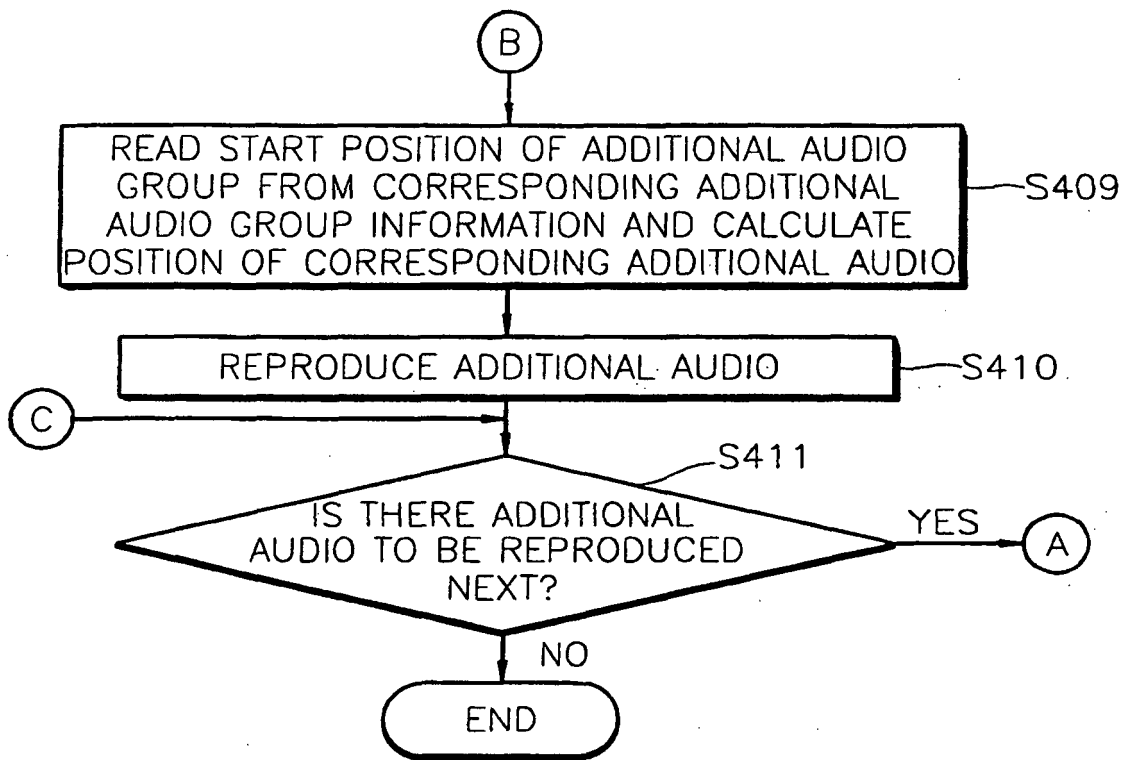 B
READ START POSITION OF ADDITIONAL AUDIO
GROUP FROM CORRESPONDING ADDITIONAL
AUDIO GROUP INFORMATION AND CALCULATE
POSITION OF CORRESPONDING ADDITIONAL AUDIO
S409
REPRODUCE ADDITIONAL AUDIO
S410
C
S411
IS THERE ADDITIONAL
AUDIO TO BE REPRODUCED
NEXT?
YES
A
NO
END